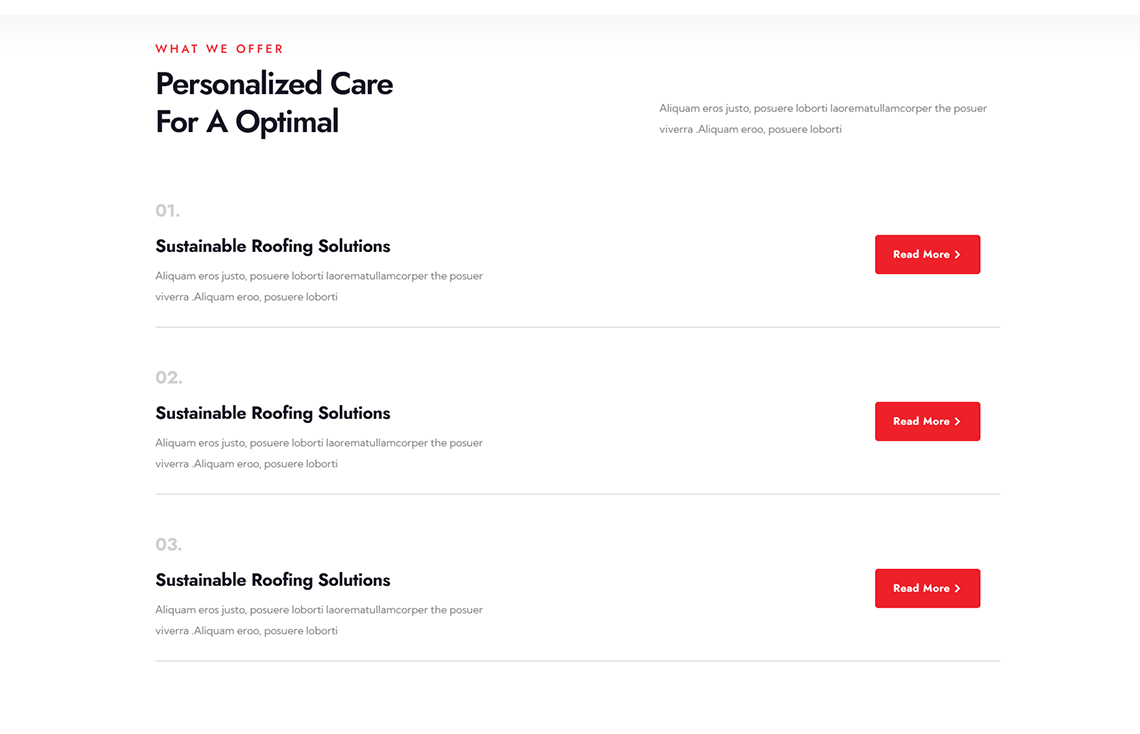 WHAT WE OFFER
Personalized Care
For A Optimal
Aliquam eros justo, posuere loborti laorematullamcorper the posuer
viverra .Aliquam eroo, posuere loborti
01.
Sustainable Roofing Solutions
Aliquam eros justo, posuere loborti laorematullamcorper the posuer
viverra .Aliquam eroo, posuere loborti
Read More
02.
Sustainable Roofing Solutions
Aliquam eros justo, posuere loborti laorematullamcorper the posuer
viverra .Aliquam eroo, posuere loborti
Read More
03.
Sustainable Roofing Solutions
Aliquam eros justo, posuere loborti laorematullamcorper the posuer
viverra .Aliquam eroo, posuere loborti
Read More